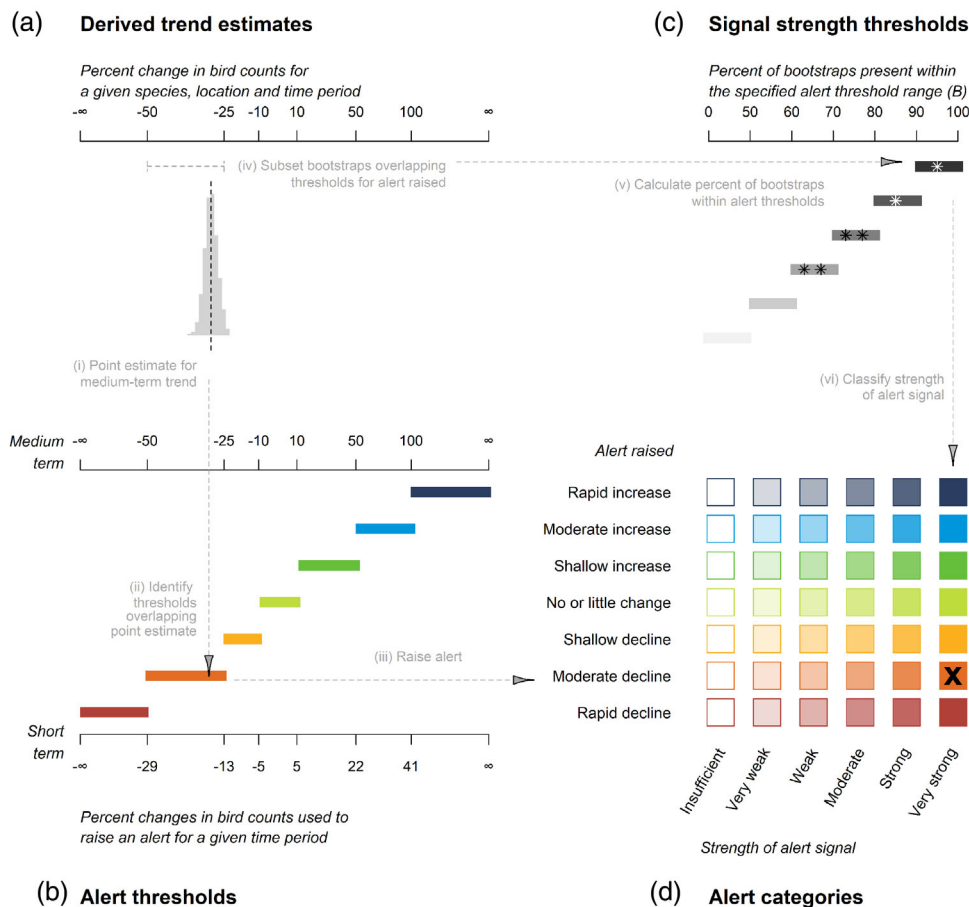 (a) Derived trend estimates
Percent change in bird counts for
a given species, location and time period
-∞ -50 -25 -10 10 50 100 ∞
(iv) Subset bootstraps overlapping
thresholds for alert raised
(i) Point estimate for
medium-term trend
(c) Signal strength thresholds
Percent of bootstraps present within
the specified alert threshold range (B)
0 50 60 70 80 90 100
(v) Calculate percent of bootstraps
within alert thresholds
(vi) Classify strength
of alert signal
Medium
term
-∞ -50 -25 -10 10 50 100 ∞
(ii) Identify
thresholds
overlapping
point estimate
(iii) Raise alert
Short
term
-∞ -29 -13 -5 5 22 41 ∞
Percent changes in bird counts used to
raise an alert for a given time period
(b) Alert thresholds
Alert raised
Rapid increase
Moderate increase
Shallow increase
No or little change
Shallow decline
Moderate decline
X
Rapid decline
Insufficient
Very weak
Weak
Moderate
Strong
Very strong
Strength of alert signal
(d) Alert categories